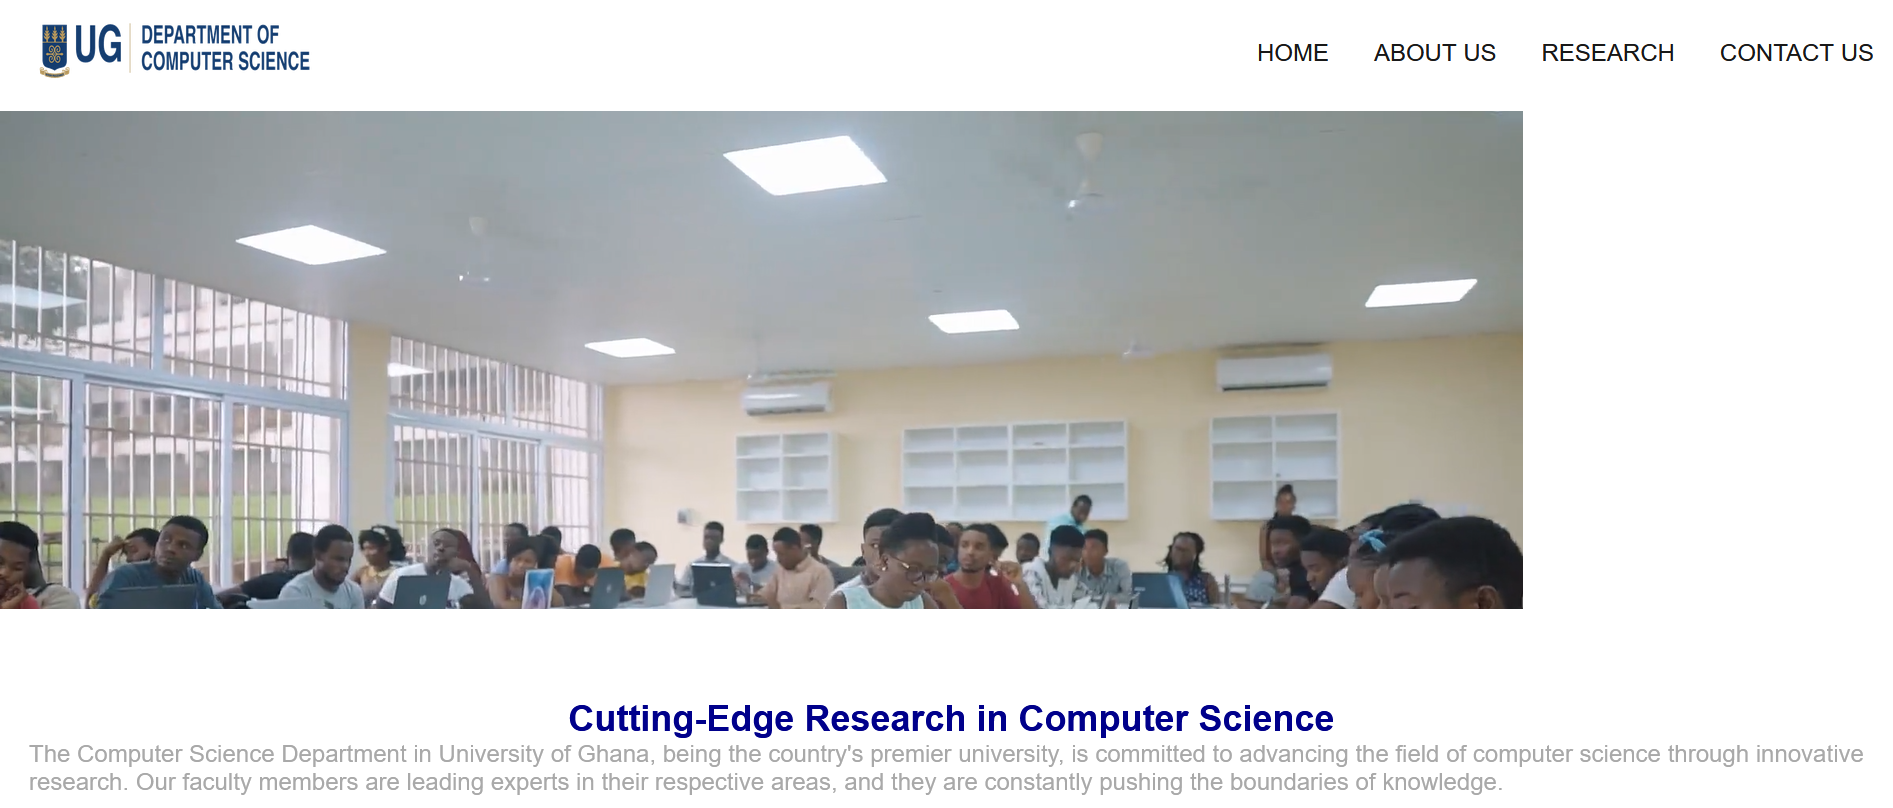 UG
DEPARTMENT OF
COMPUTER SCIENCE
HOME ABOUT US RESEARCH CONTACT US
Cutting-Edge Research in Computer Science
The Computer Science Department in University of Ghana, being the country's premier university, is committed to advancing the field of computer science through innovative
research. Our faculty members are leading experts in their respective areas, and they are constantly pushing the boundaries of knowledge.